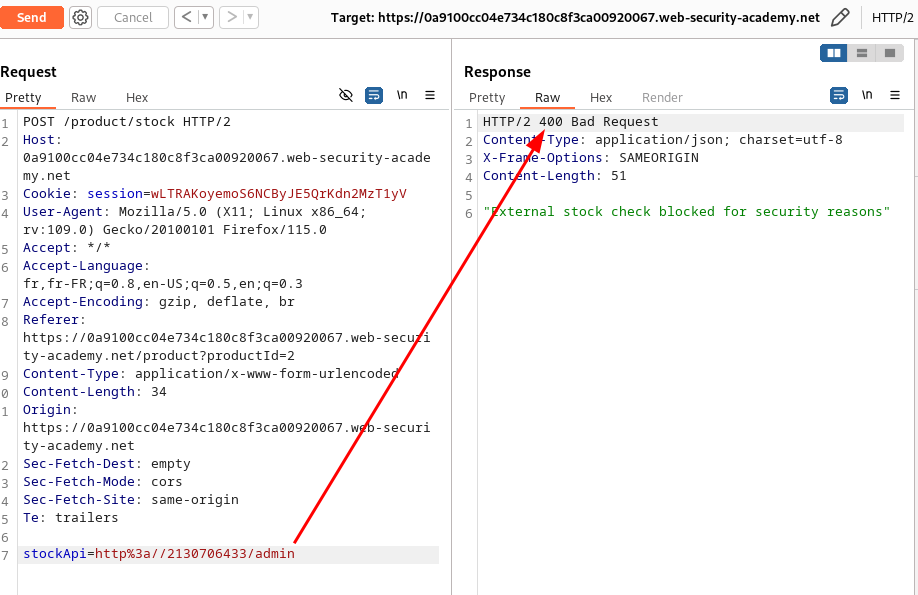 Send
Cancel
<
>
Target: https://0a9100cc04e734c180c8f3ca00920067.web-security-academy.net
HTTP/2
Request
Pretty
Raw
Hex
\n
1 POST /product/stock HTTP/2
2 Host:
0a9100cc04e734c180c8f3ca00920067.web-security-acade
my.net
3 Cookie: session=wLTRAKoyemoS6NCByJE5QrKdn2MzT1yV
4 User-Agent: Mozilla/5.0 (X11; Linux x86_64;
rv:109.0) Gecko/20100101 Firefox/115.0
5 Accept: */*
6 Accept-Language:
fr,fr-FR;q=0.8,en-US;q=0.5,en;q=0.3
7 Accept-Encoding: gzip, deflate, br
8 Referer:
https://0a9100cc04e734c180c8f3ca00920067.web-securi
ty-academy.net/product?productId=2
9 Content-Type: application/x-www-form-urlencoded
0 Content-Length: 34
1 Origin:
https://0a9100cc04e734c180c8f3ca00920067.web-securi
ty-academy.net
2 Sec-Fetch-Dest: empty
3 Sec-Fetch-Mode: cors
4 Sec-Fetch-Site: same-origin
5 Te: trailers
6
7 stockApi=http%3a//2130706433/admin
Response
Pretty
Raw
Hex
Render
\n
1 HTTP/2 400 Bad Request
2 Content-Type: application/json; charset=utf-8
3 X-Frame-Options: SAMEORIGIN
4 Content-Length: 51
5
6 "External stock check blocked for security reasons"